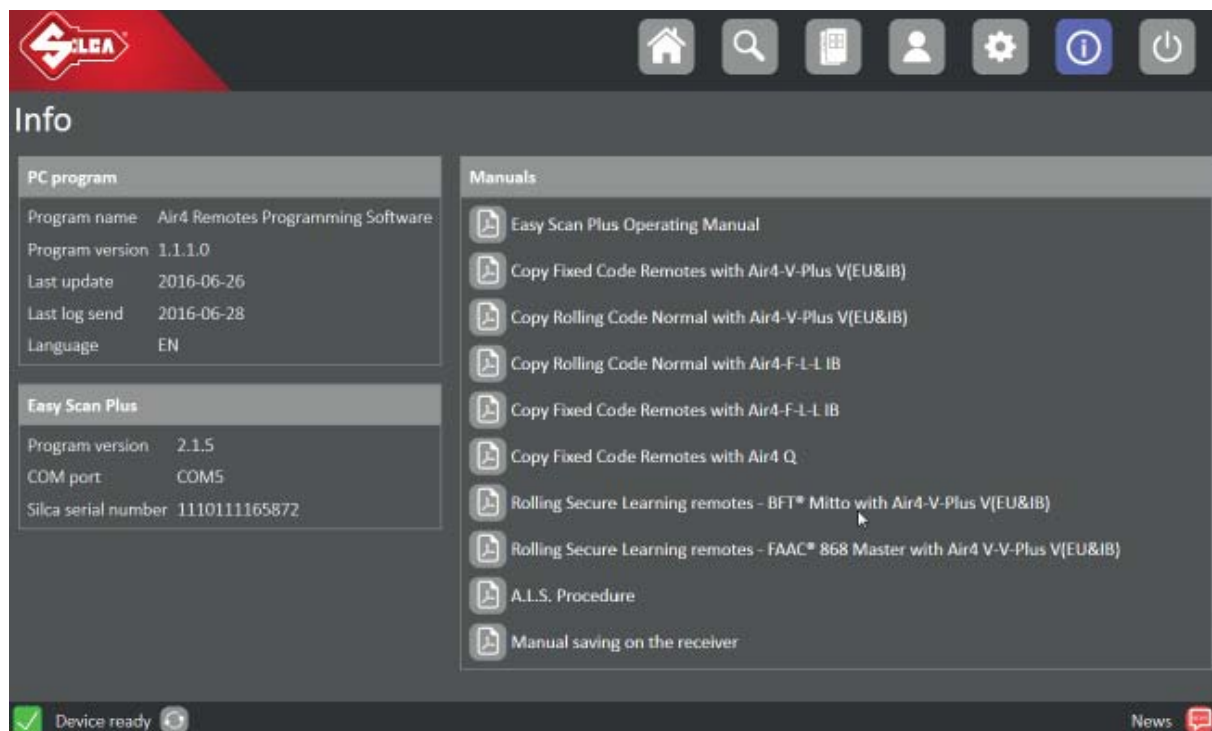 SILCA
Info
PC program
Program name Air4 Remotes Programming Software
Program version 1.1.1.0
Last update 2016-06-26
Last log send 2016-06-28
Language EN
Easy Scan Plus
Program version 2.1.5
COM port COM5
Silca serial number 1110111165872
Manuals
Easy Scan Plus Operating Manual
Copy Fixed Code Remotes with Air4-V-Plus V(EU&IB)
Copy Rolling Code Normal with Air4-V-Plus V(EU&IB)
Copy Rolling Code Normal with Air4-F-L-L IB
Copy Fixed Code Remotes with Air4-F-L-L IB
Copy Fixed Code Remotes with Air4 Q
Rolling Secure Learning remotes - BFT® Mitto with Air4-V-Plus V(EU&IB)
Rolling Secure Learning remotes - FAAC® 868 Master with Air4 V-V-Plus V(EU&IB)
A.L.S. Procedure
Manual saving on the receiver
Device ready
News